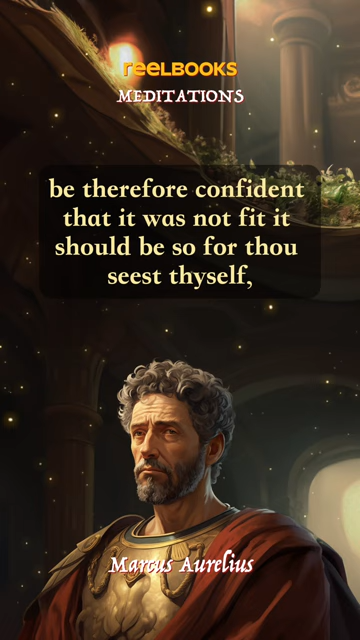 reelBOOKS
MEDITATIONS
be therefore confident
that it was not fit it
should be so for thou
seest thyself,
Marcus Aurelius